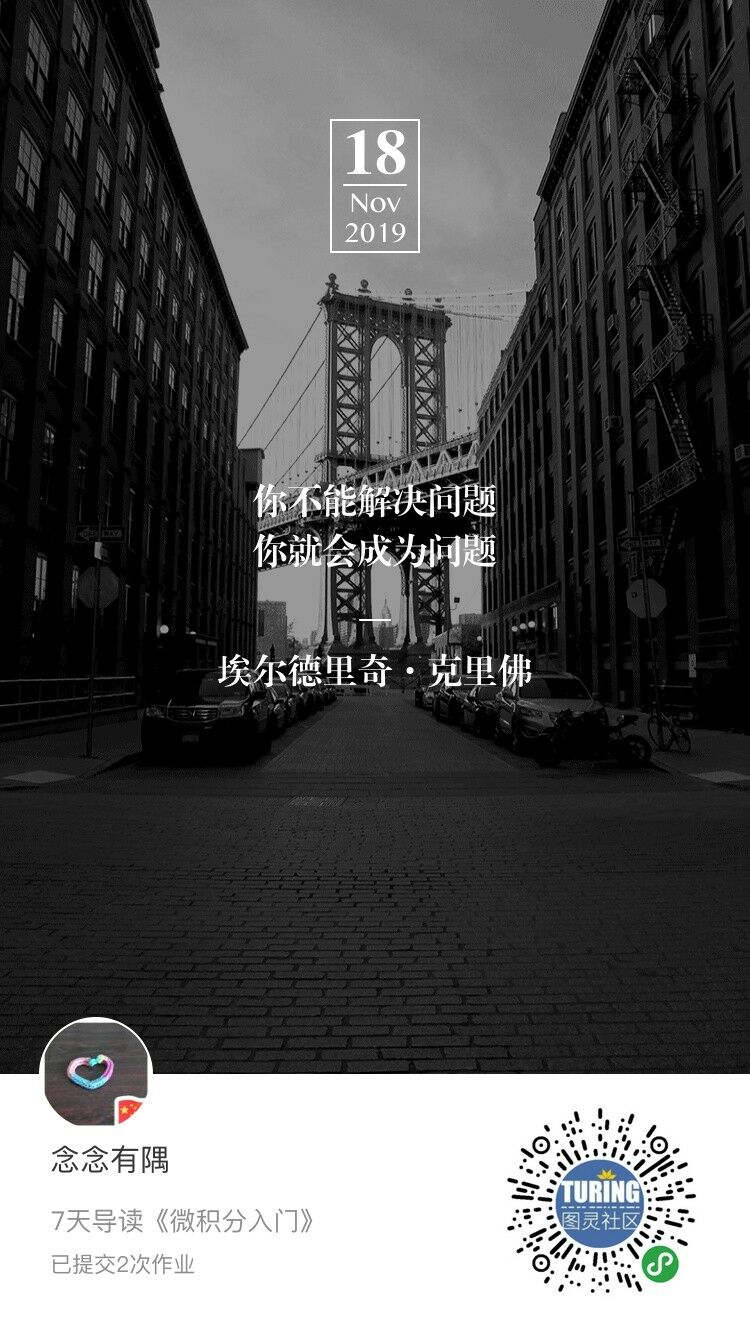 18
Nov
2019
你不能解决问题
你就会成为问题
—
埃尔德里奇·克里佛
念念有隅
7天导读《微积分入门》
已提交2次作业
TURING
图灵社区